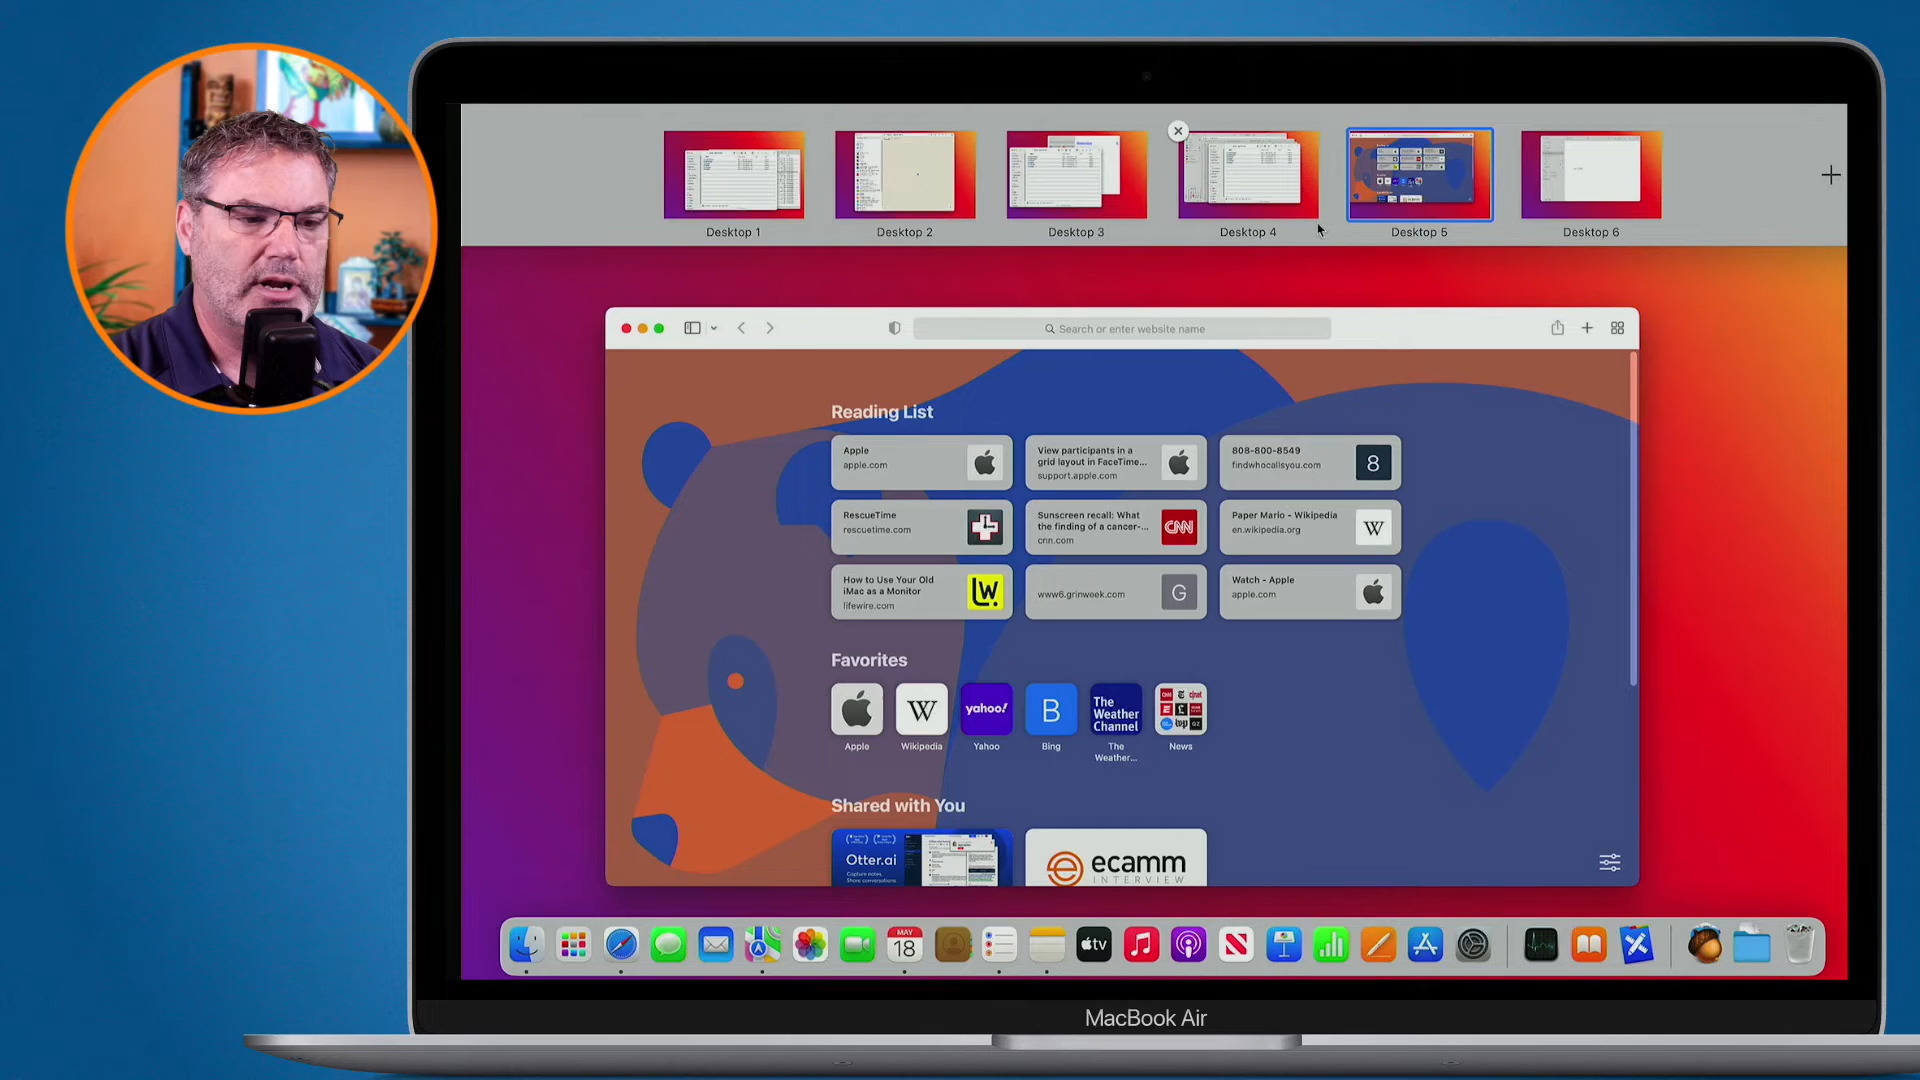 Desktop 1
Desktop 2
Desktop 3
Desktop 4
Desktop 5
Desktop 6
Search or enter website name
Reading List
Apple
apple.com
View participants in a
grid layout in FaceTime...
support.apple.com
808-800-8549
findwhocallsyou.com
8
RescueTime
rescuetime.com
Sunscreen recall: What
the finding of a cancer-...
cnn.com
CNN
Paper Mario - Wikipedia
en.wikipedia.org
W
How to Use Your Old
iMac as a Monitor
lifewire.com
LW.
www6.grinweek.com
G
Watch - Apple
apple.com
Favorites
W
yahoo!
B
The
Weather
Channel
Apple
Wikipedia
Yahoo
Bing
The
Weather...
News
Shared with You
Otter.ai
Capture notes,
Share conversations.
ecamm
INTERVIEW
MAY
18
tv
MacBook Air